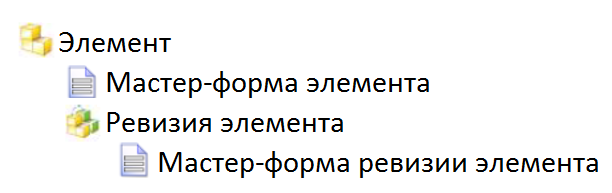 Элемент
Мастер-форма элемента
Ревизия элемента
Мастер-форма ревизии элемента